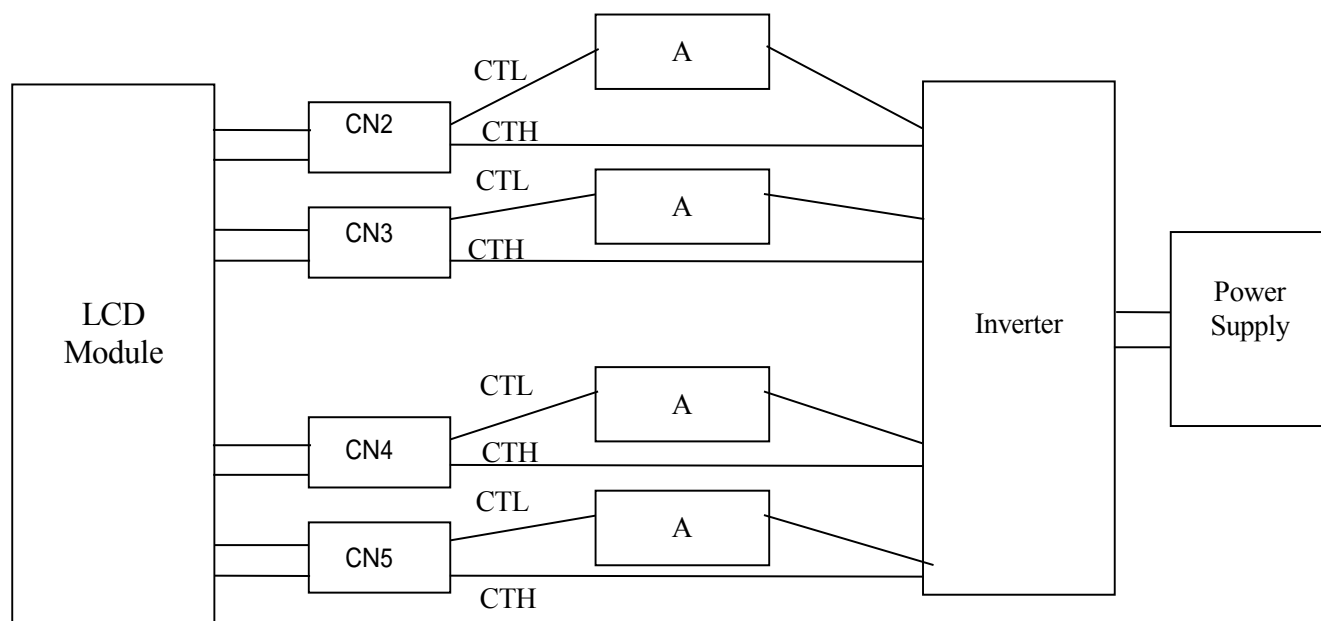 A
CTL
CN2
CTH
CTL
A
CN3
CTH
LCD
Module
Inverter
Power
Supply
CTL
A
CN4
CTH
CTL
A
CN5
CTH